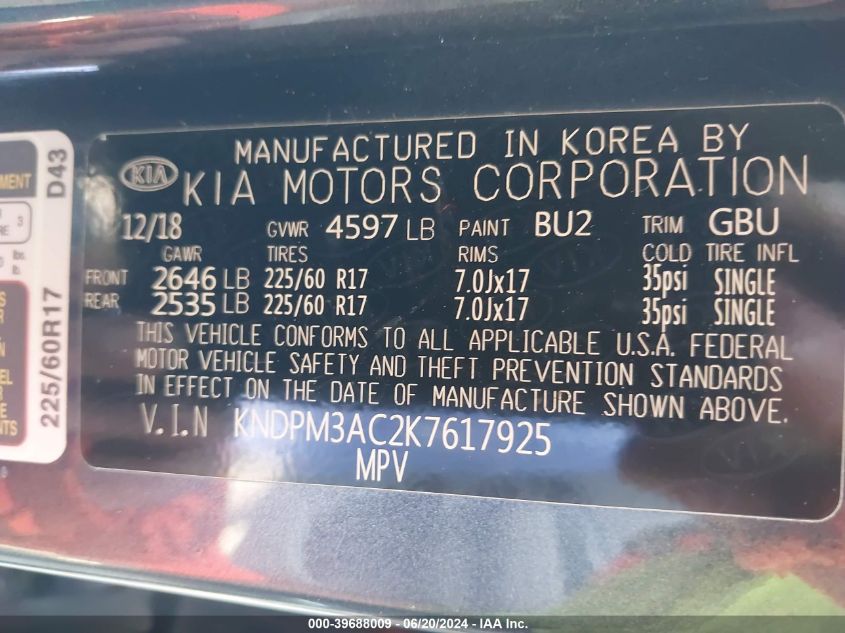 MANUFACTURED IN KOREA BY
KIA KIA MOTORS CORPORATION
12/18 GVWR 4597 LB PAINT BU2 TRIM GBU
GAWR TIRES RIMS COLD TIRE INFL
FRONT 2646 LB 225/60 R17 7.0Jx17 35psi SINGLE
REAR 2535 LB 225/60 R17 7.0Jx17 35psi SINGLE
THIS VEHICLE CONFORMS TO ALL APPLICABLE U.S.A. FEDERAL
MOTOR VEHICLE SAFETY AND THEFT PREVENTION STANDARDS
IN EFFECT ON THE DATE OF MANUFACTURE SHOWN ABOVE.
V.I.N KNDPM3AC2K7617925
MPV
225/60R17 D43
3
lbs.
000-39688009 - 06/20/2024 - IAA Inc.